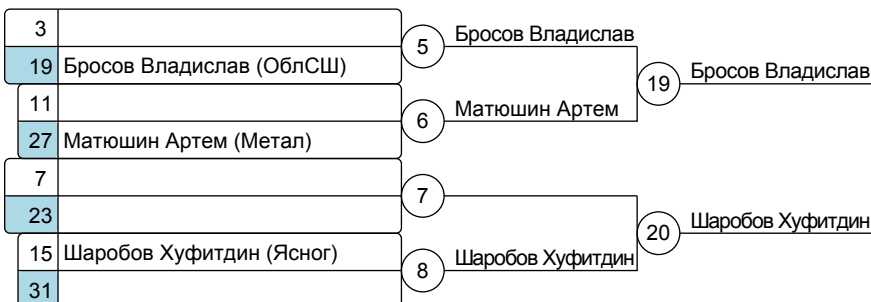 3
19 Бросов Владислав (ОблСШ)
5 Бросов Владислав
19 Бросов Владислав
11
27 Матюшин Артем (Метал)
6 Матюшин Артем
7
23
7
15 Шаробов Хуфитдин (Ясног)
31
8 Шаробов Хуфитдин
20 Шаробов Хуфитдин